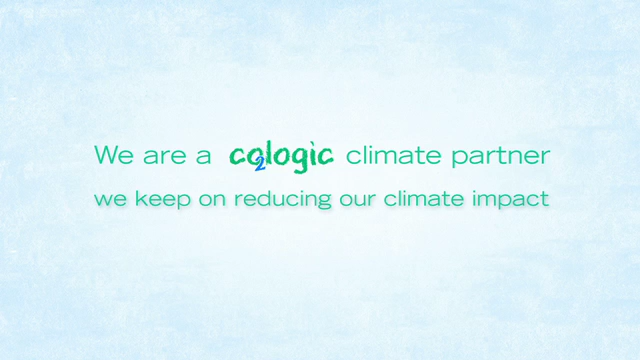 We are a co2logic climate partner
we keep on reducing our climate impact